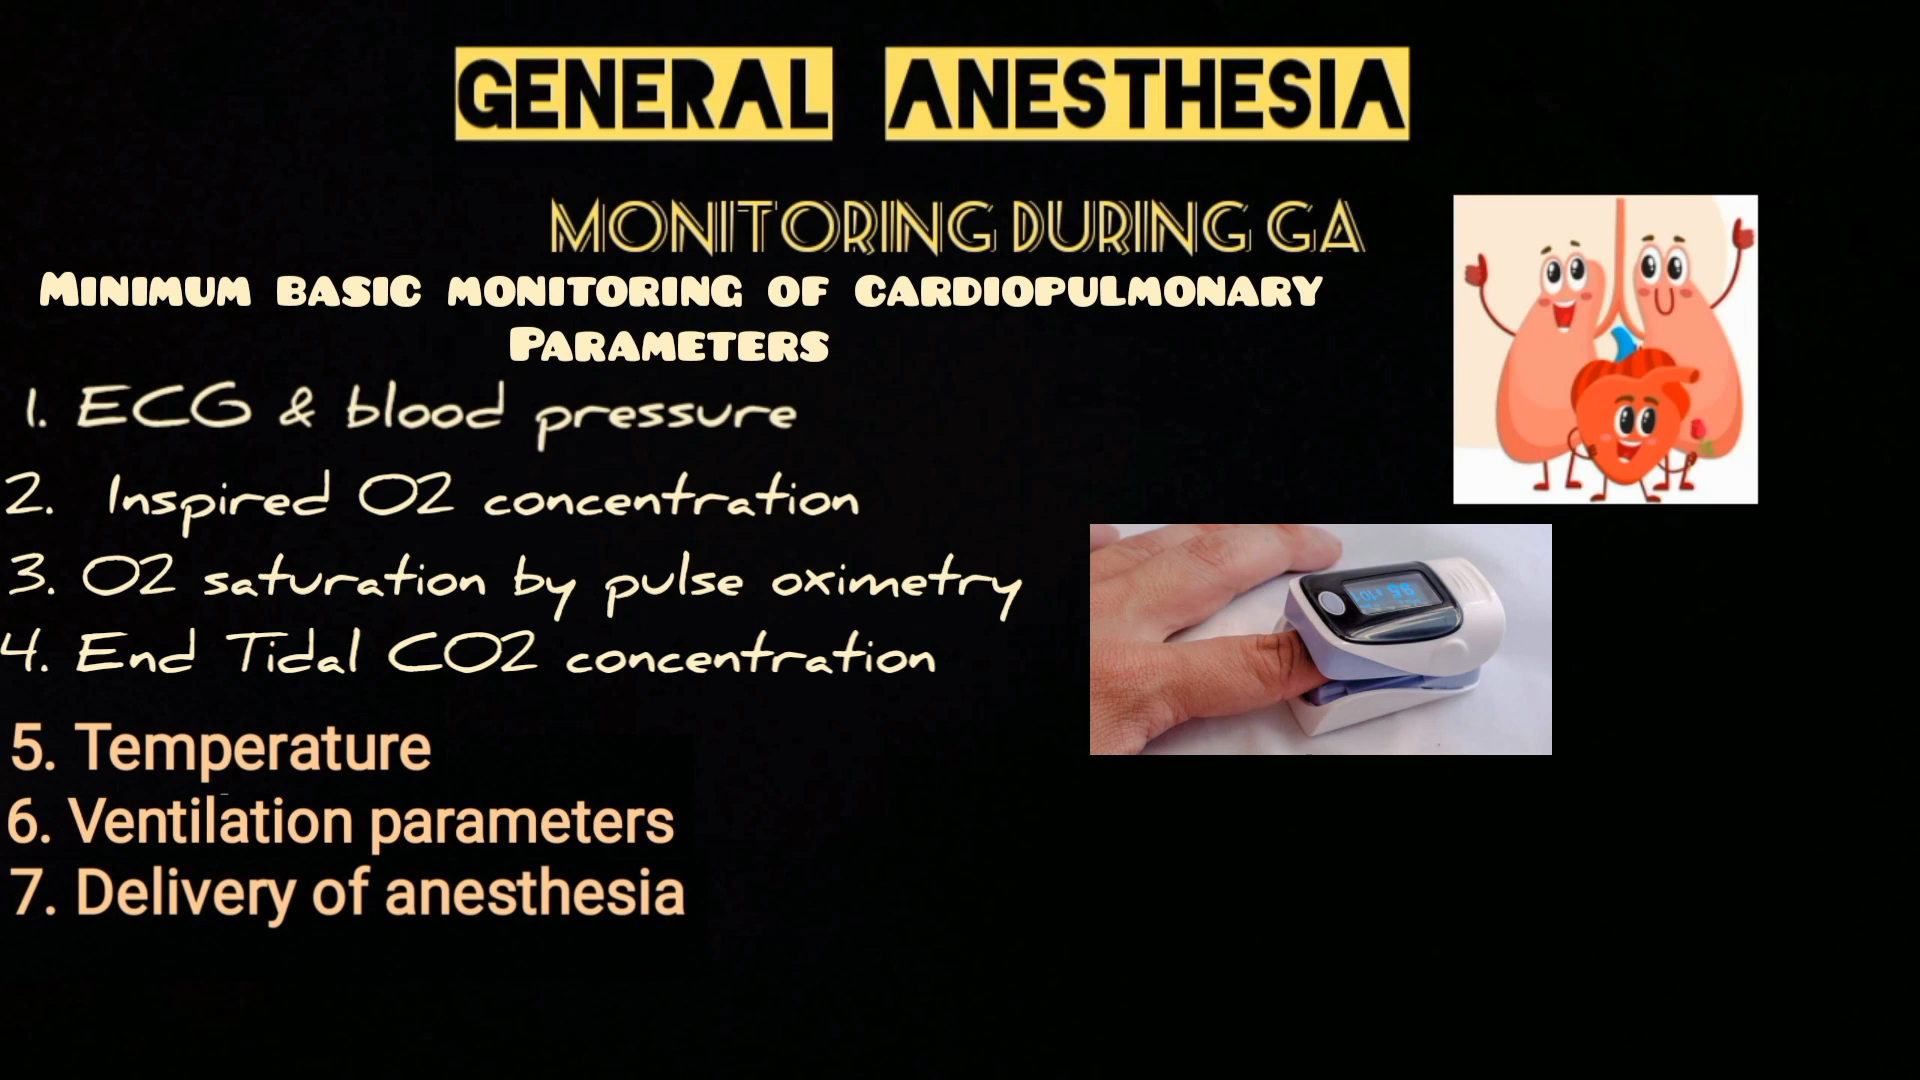 GENERAL ANESTHESIA
MONITORING DURING GA
MINIMUM BASIC MONITORING OF CARDIOPULMONARY
PARAMETERS
1. ECG & blood pressure
2. Inspired O2 concentration
3. O2 saturation by pulse oximetry
4. End Tidal CO2 concentration
5. Temperature
6. Ventilation parameters
7. Delivery of anesthesia